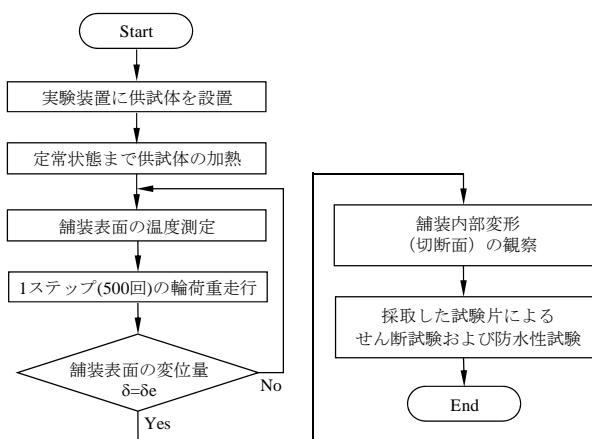 Start
実験装置に供試体を設置
定常状態まで供試体の加熱
舗装表面の温度測定
1ステップ(500回)の輪荷重走行
舗装表面の変位量
δ=δe
No
Yes
舗装内部変形
（切断面）の観察
採取した試験片による
せん断試験および防水性試験
End